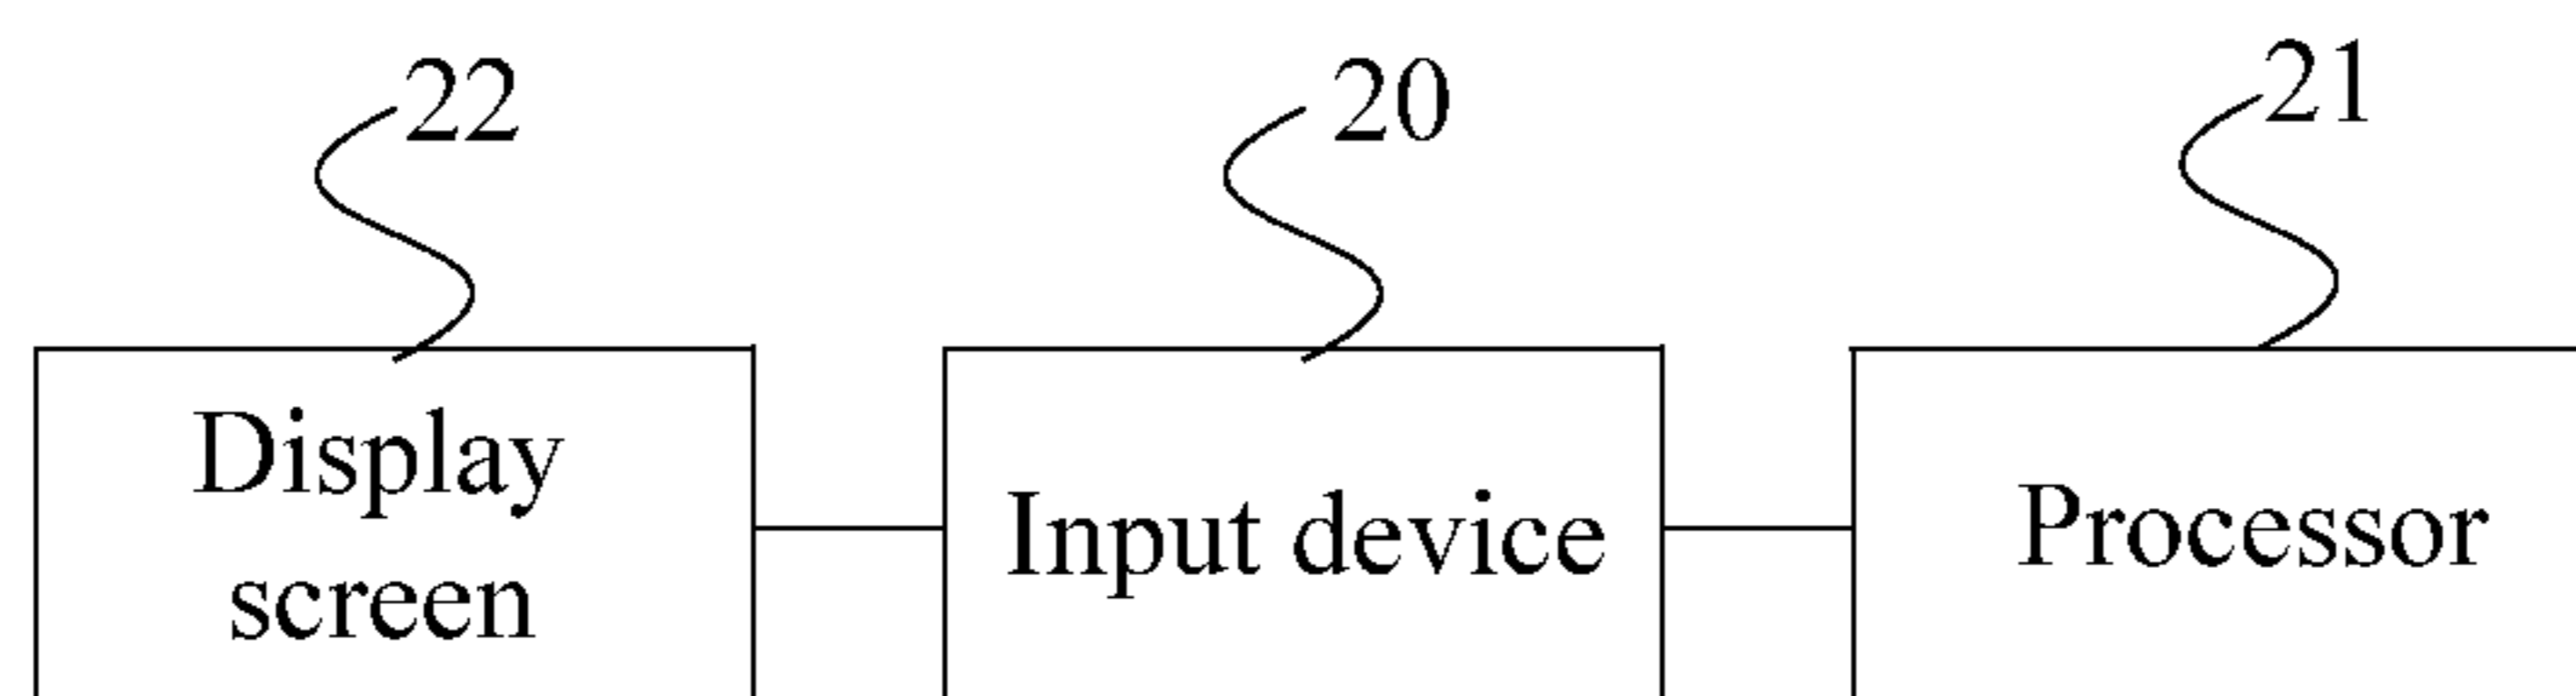 22
20
21
Display
screen
Input device
Processor